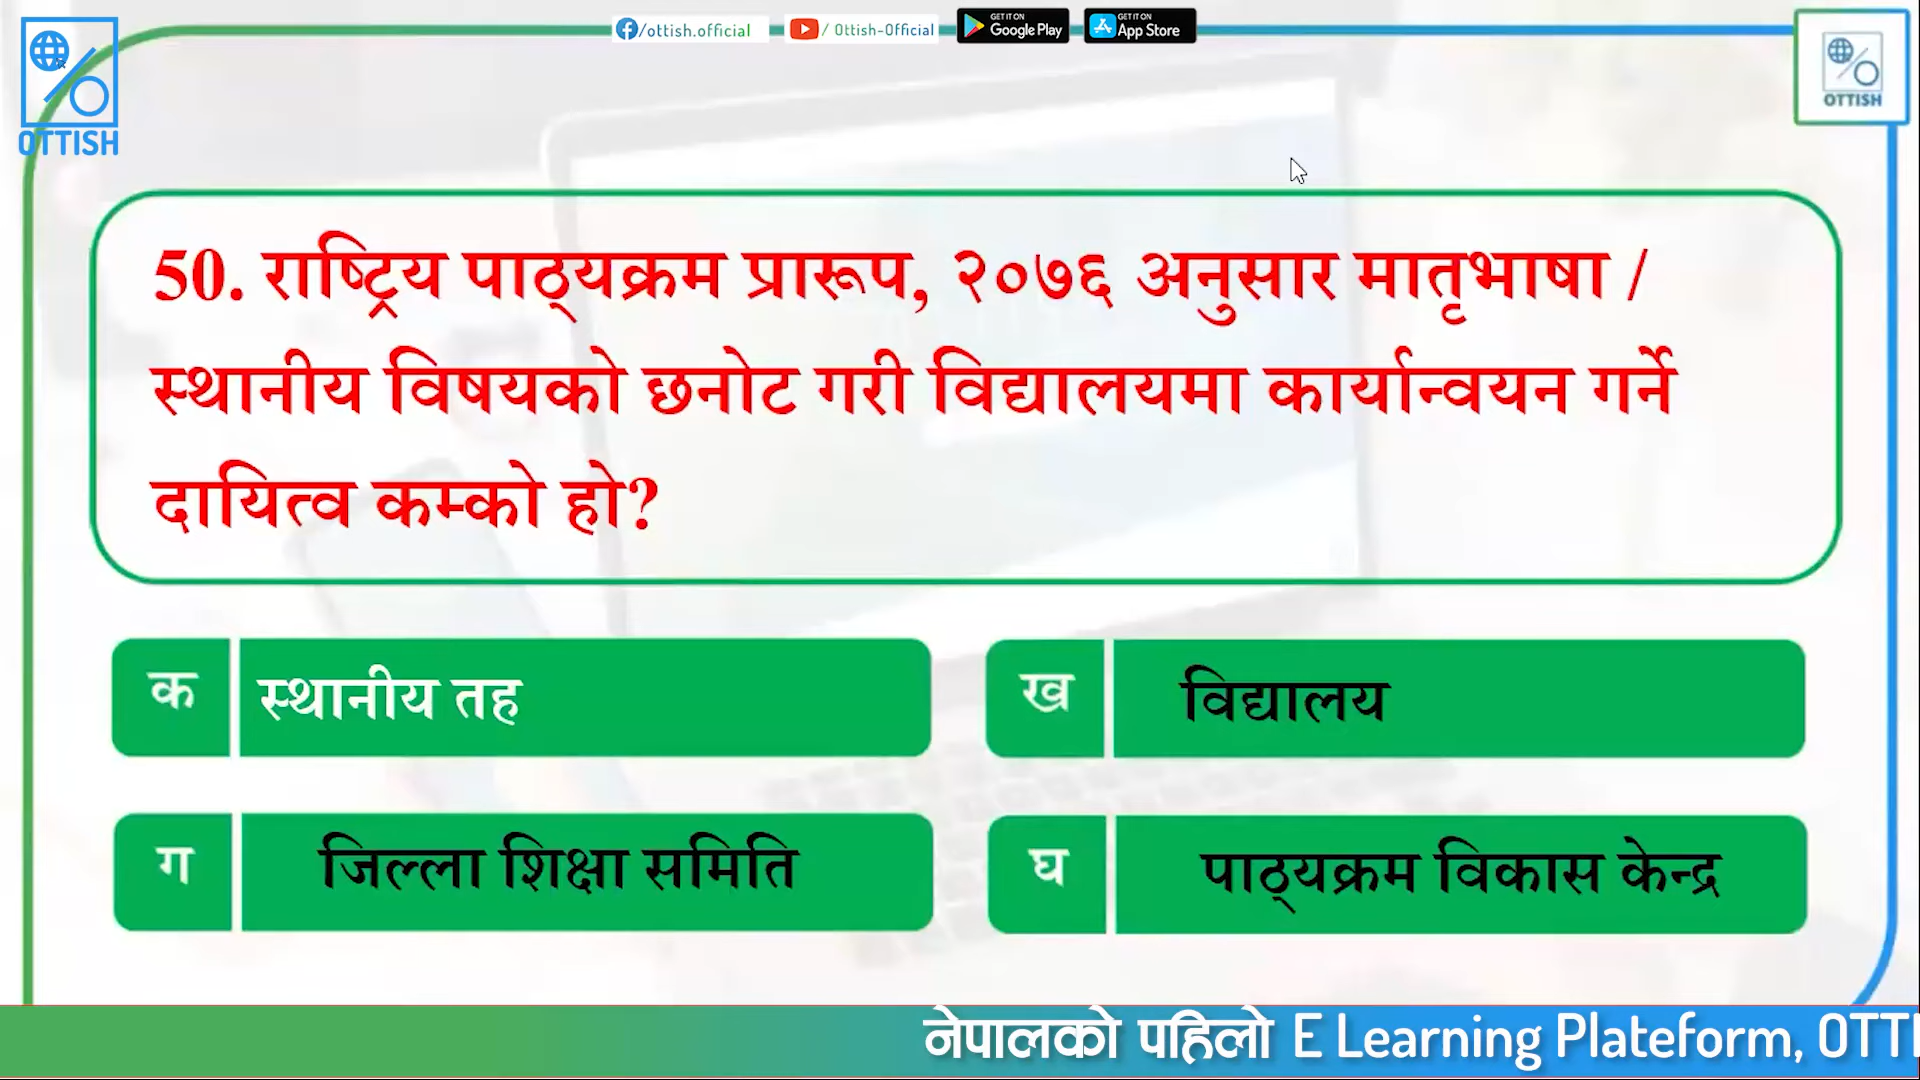 /ottish.official / Ottish-Official GET IT ON Google Play GET IT ON App Store
OTTISH
OTTISH
50. राष्ट्रिय पाठ्यक्रम प्रारूप, २०७६ अनुसार मातृभाषा /
स्थानीय विषयको छनोट गरी विद्यालयमा कार्यान्वयन गर्ने
दायित्व कम्को हो?
क स्थानीय तह
ख विद्यालय
ग जिल्ला शिक्षा समिति
घ पाठ्यक्रम विकास केन्द्र
नेपालको पहिलो E Learning Plateform, OTTI